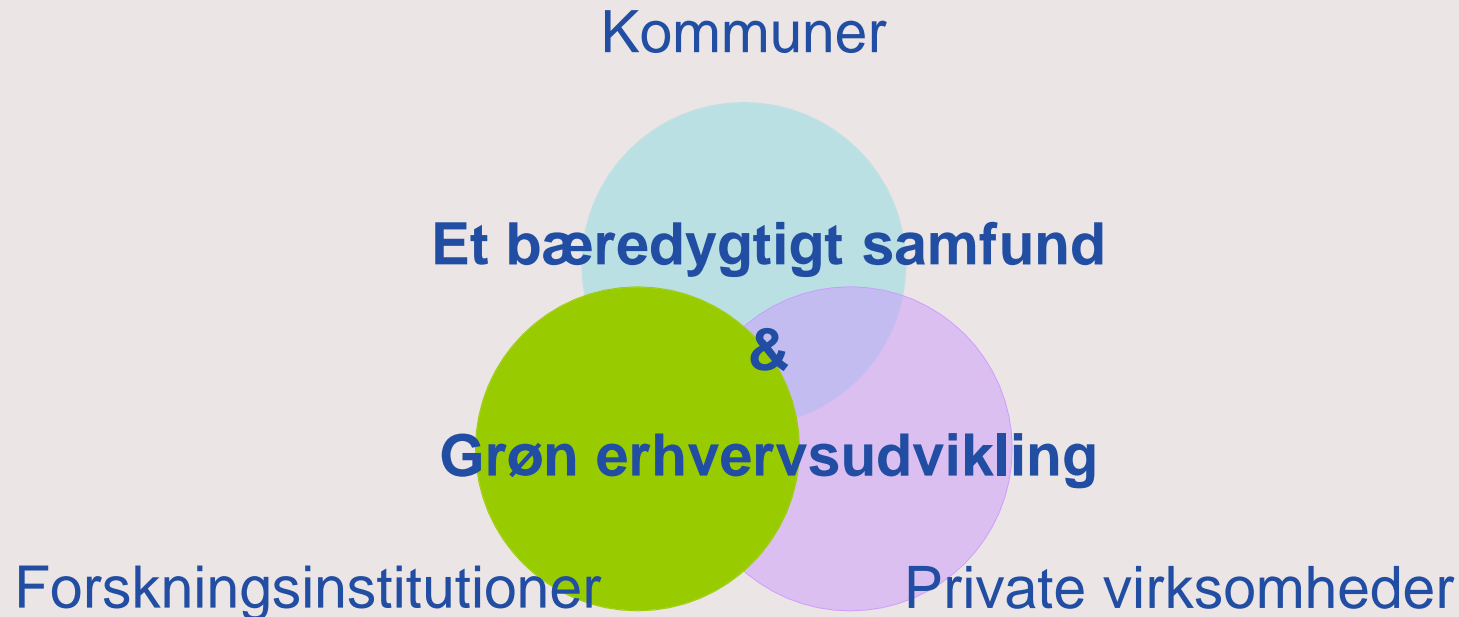 Kommuner
Et bæredygtigt samfund
&
Grøn erhvervsudvikling
Forskningsinstitutioner
Private virksomheder